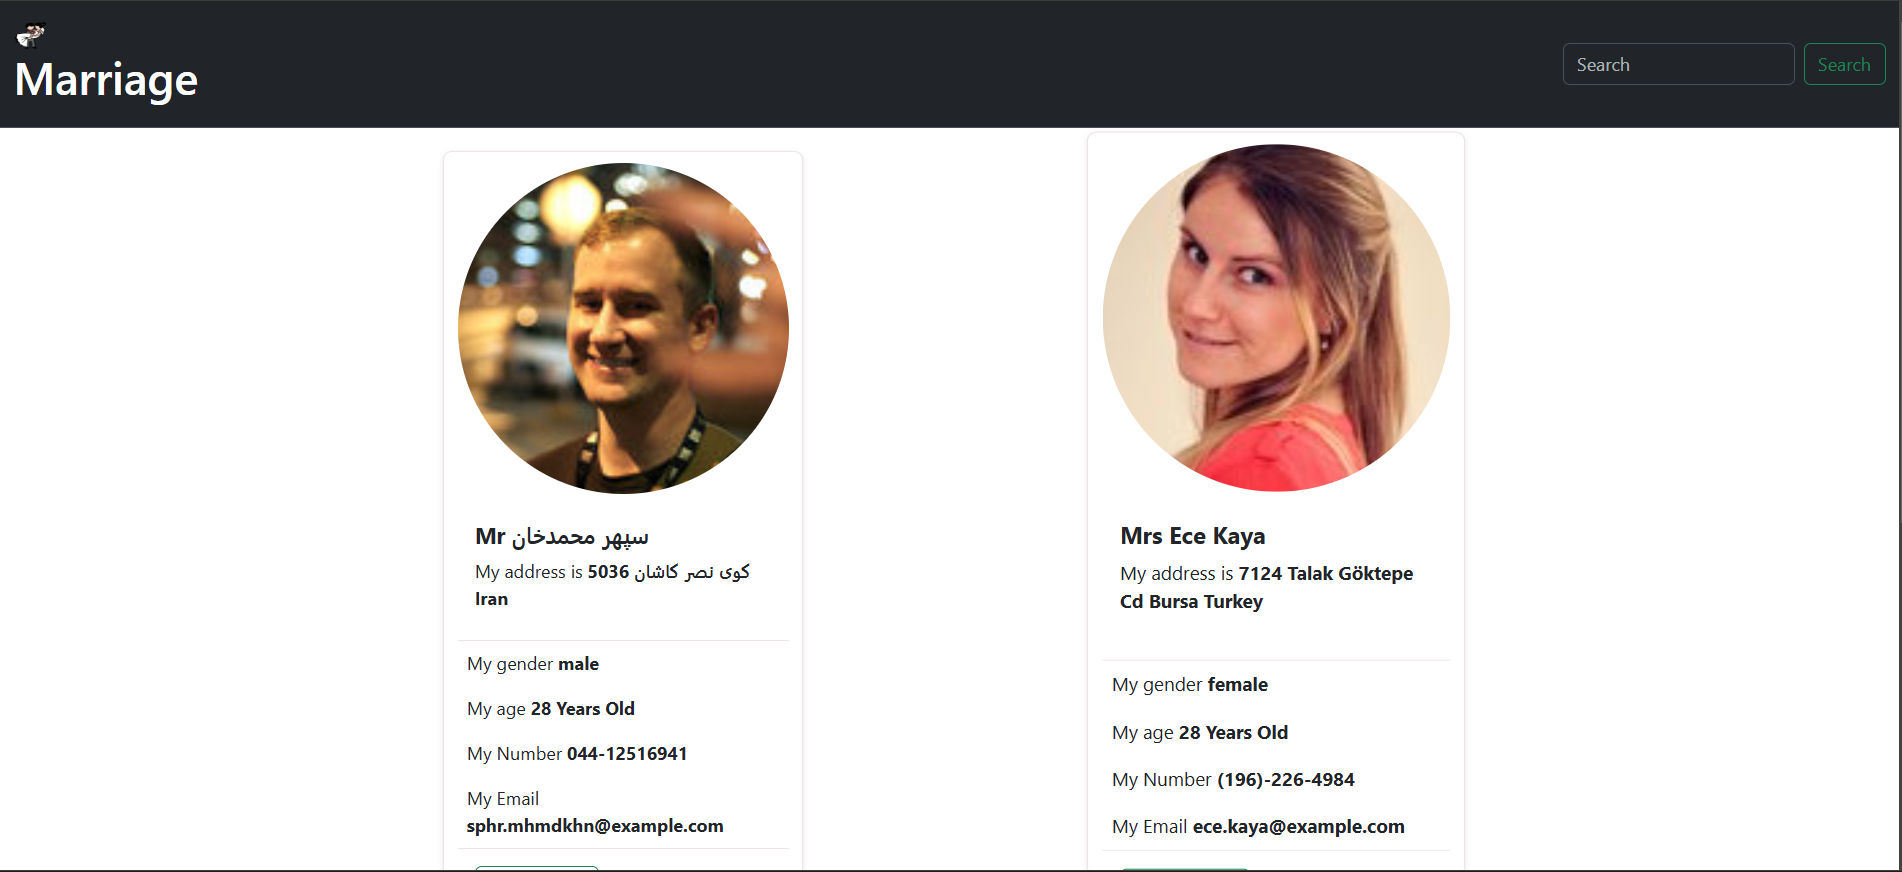 Marriage
Search
Search
Mr سپهر محمدخان
My address is 5036 کوی نصر کاشان
Iran
My gender male
My age 28 Years Old
My Number 044-12516941
My Email
sphr.mhmdkhn@example.com
Mrs Ece Kaya
My address is 7124 Talak Göktepe
Cd Bursa Turkey
My gender female
My age 28 Years Old
My Number (196)-226-4984
My Email ece.kaya@example.com